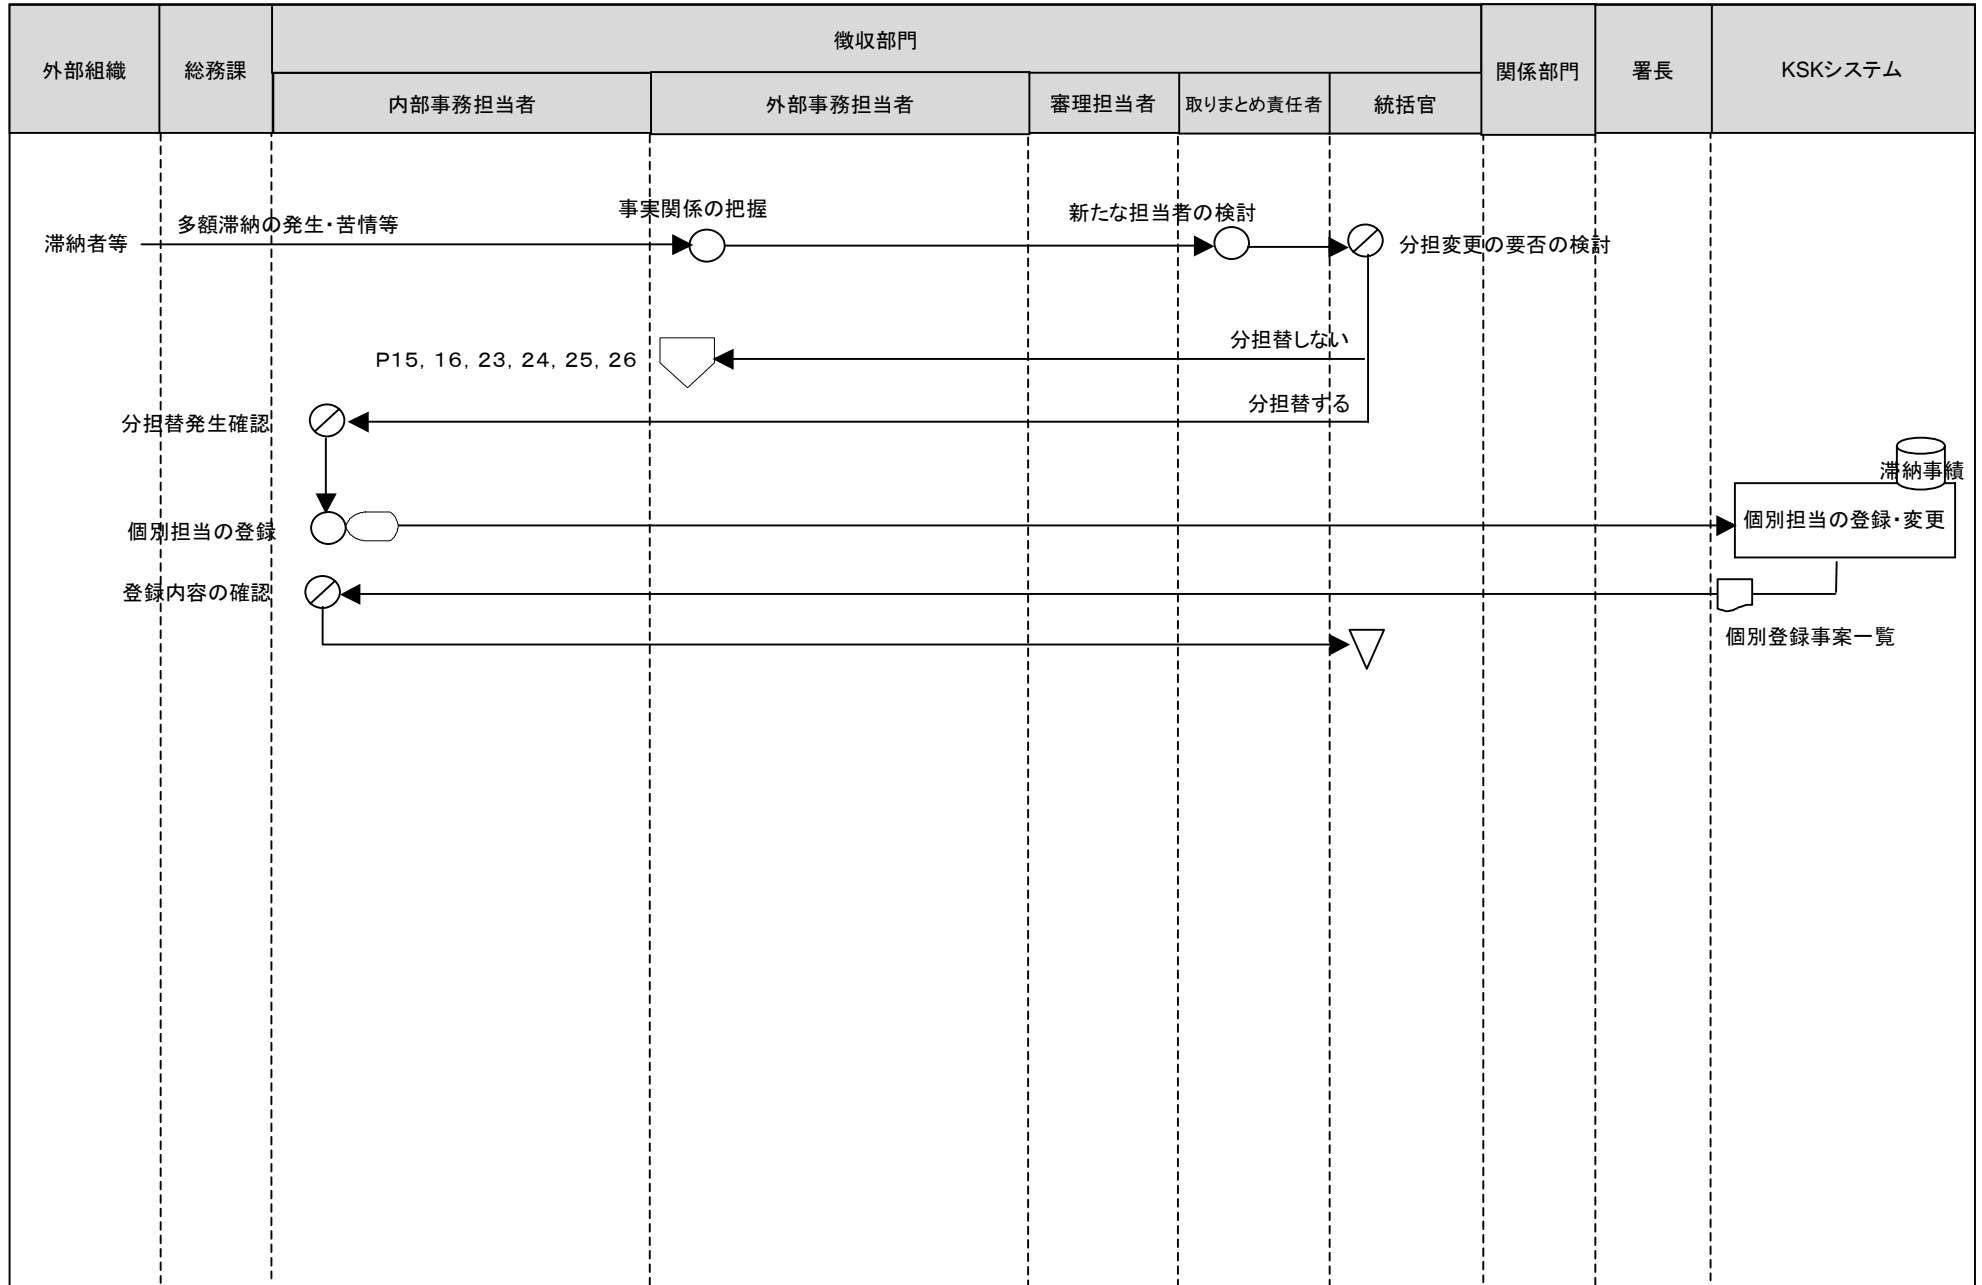 徴収部門
外部組織
総務課
関係部門
署長
KSKシステム
内部事務担当者
外部事務担当者
審理担当者
取りまとめ責任者
統括官
事実関係の把握
新たな担当者の検討
多額滞納の発生・苦情等
滞納者等
分担変更の要否の検討
分担替しない
P15, 16, 23, 24, 25, 26
分担替する
分担替発生確認
滞納事績
個別担当の登録・変更
個別担当の登録
登録内容の確認
個別登録事案一覧